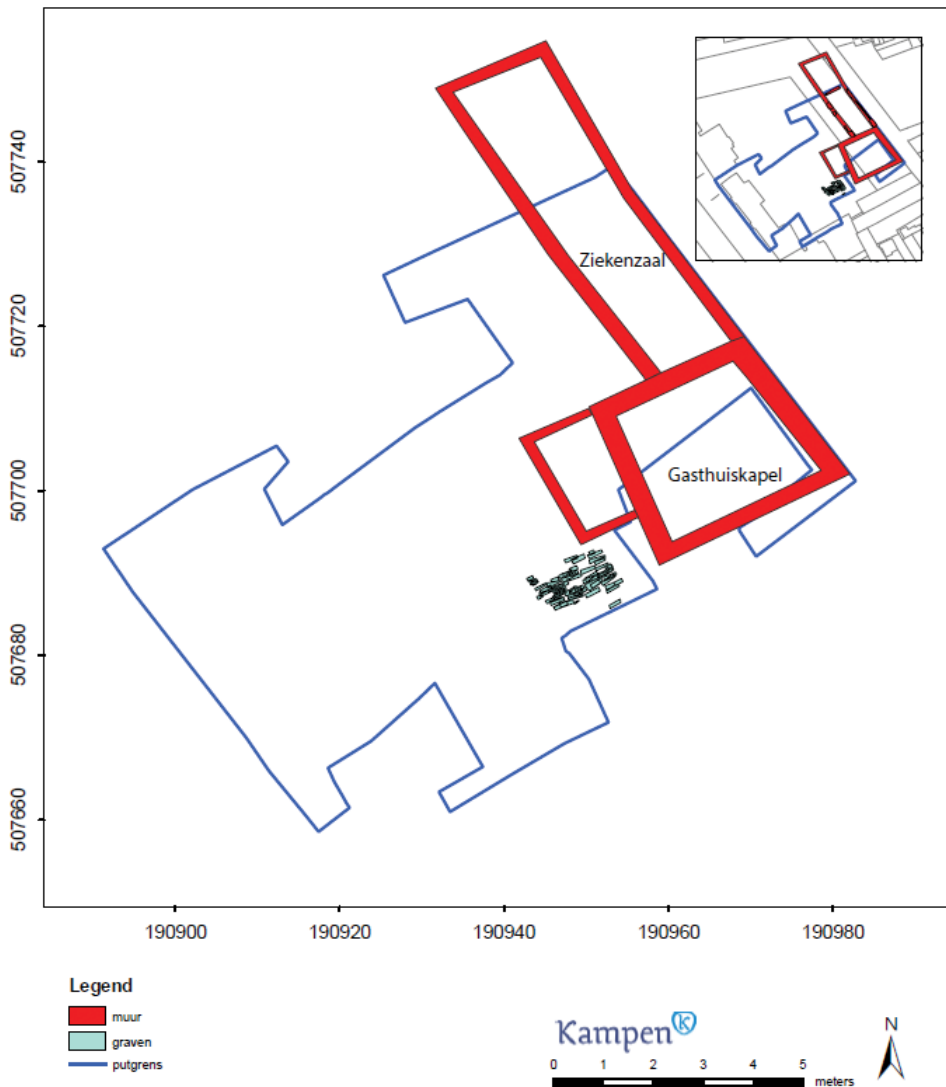 507740
507720
507700
507680
507660
Ziekenzaal
Gasthuiskapel
190900 190920 190940 190960 190980
Legend
muur
graven
putgrens
Kampen k
N
0 1 2 3 4 5
meters